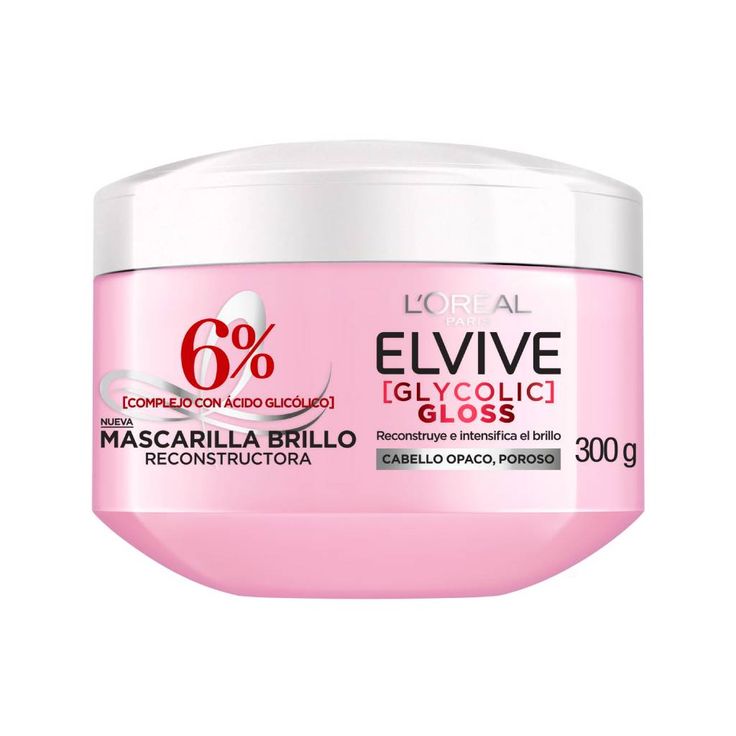 6%
[COMPLEJO CON ÁCIDO GLICÓLICO]
NUEVA
MASCARILLA BRILLO
RECONSTRUCTORA
L'ORÉAL
PARIS
ELVIVE
[GLYCOLIC]
GLOSS
Reconstruye e intensifica el brillo
CABELLO OPACO, POROSO
300 g